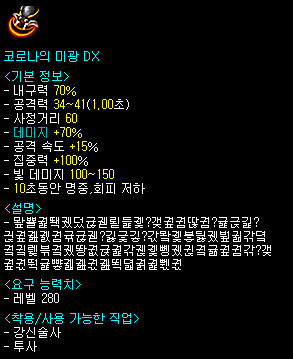 코로나의 미광 DX
<기본 정보>
- 내구력 70%
- 공격력 34~41(1,00초)
- 사정거리 60
- 데미지 +70%
- 공격 속도 +15%
- 집중력 +100%
- 빛 데미지 100~150
- 10초동안 명중,회피 저하
<설명>
<요구 능력치>
- 레벨 280
<착용/사용 가능한 직업>
- 강신술사
- 투사